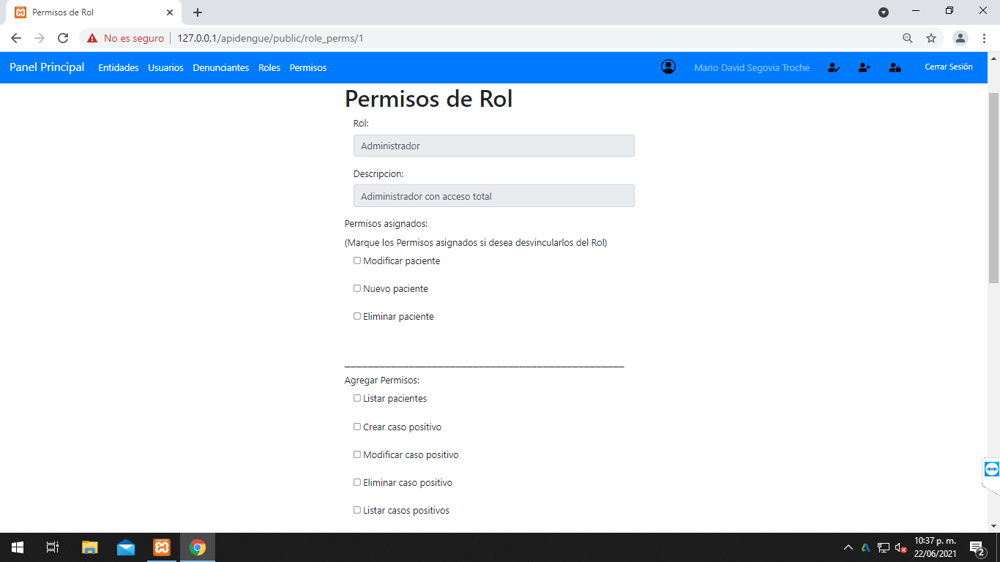 Permisos de Rol
No es seguro 127.0.0.1/apidengue/public/role_perms/1
Panel Principal Entidades Usuarios Denunciantes Roles Permisos Mario David Segovia Troche Cerrar Sesión
Permisos de Rol
Rol:
Administrador
Descripcion:
Adiministrador con acceso total
Permisos asignados:
(Marque los Permisos asignados si desea desvincularlos del Rol)
Modificar paciente
Nuevo paciente
Eliminar paciente
Agregar Permisos:
Listar pacientes
Crear caso positivo
Modificar caso positivo
Eliminar caso positivo
Listar casos positivos
10:37 p. m.
22/06/2021
2